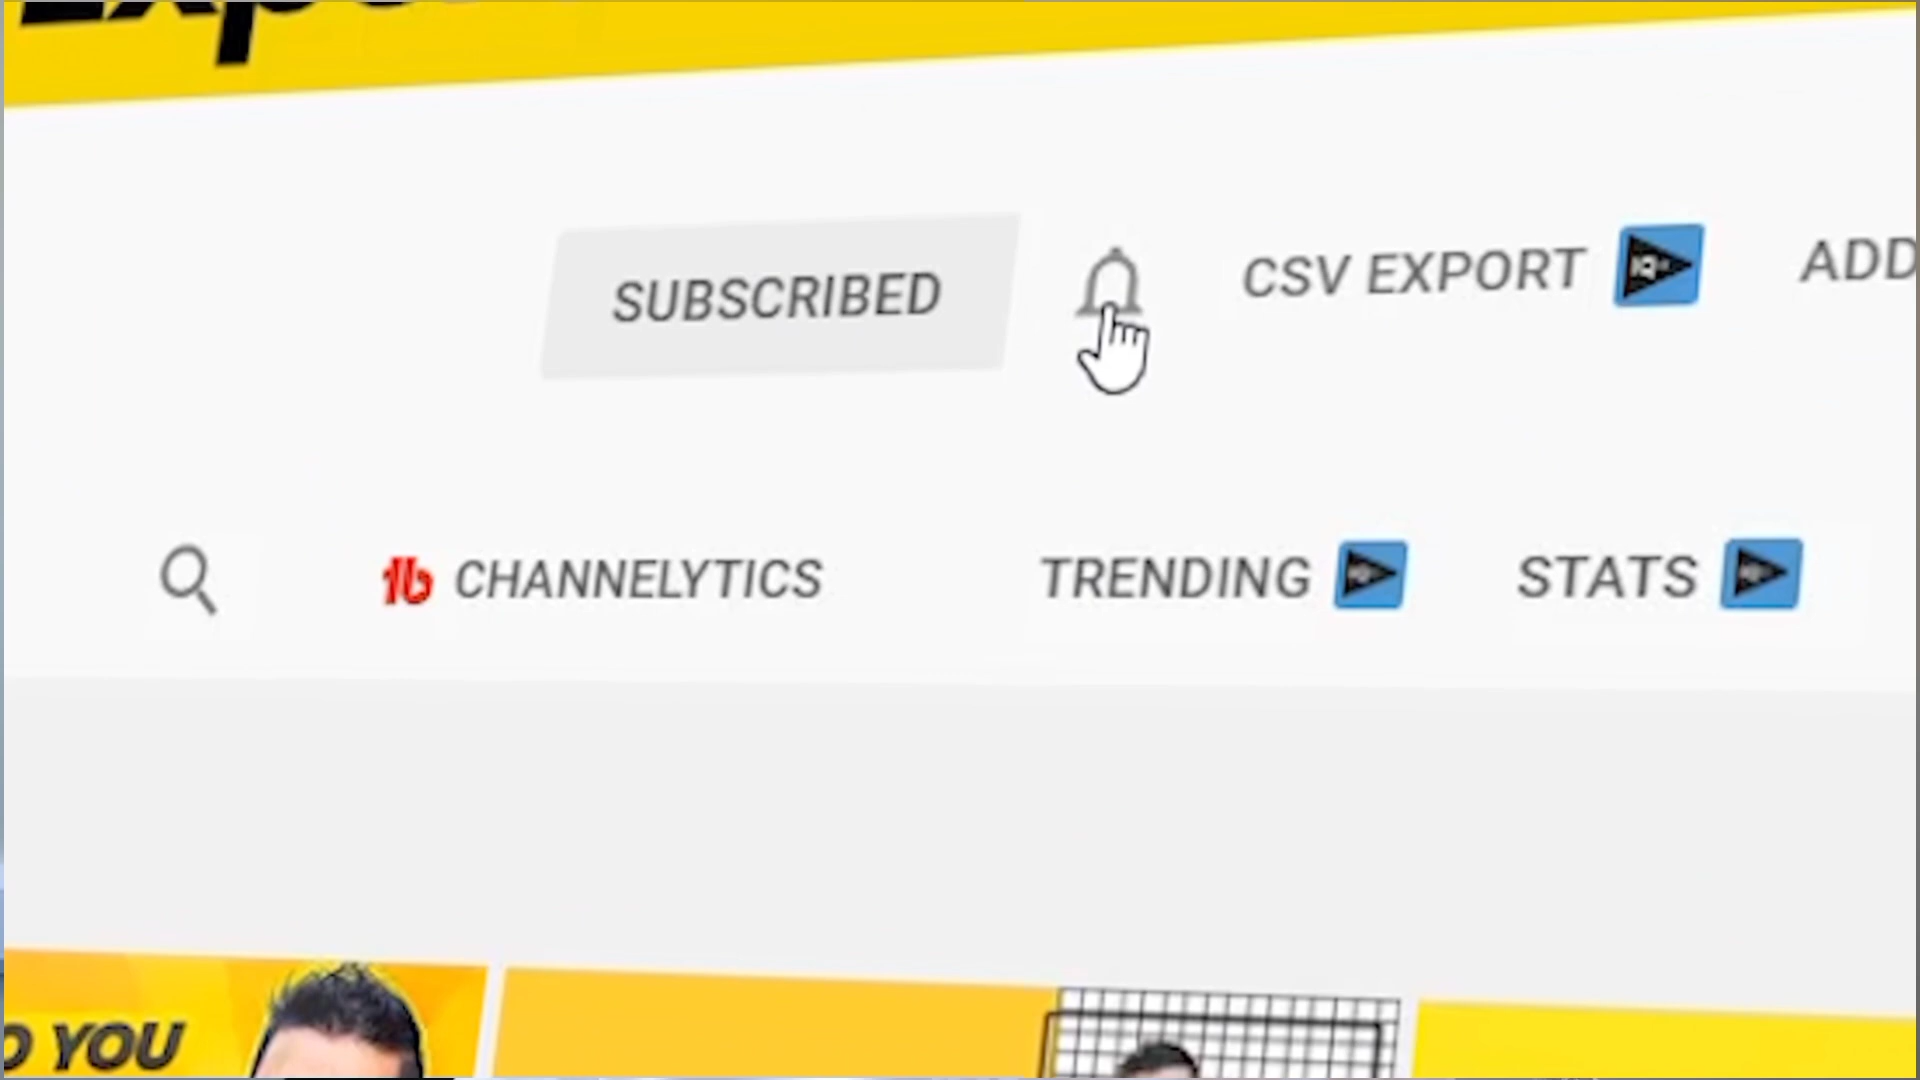 SUBSCRIBED
CSV EXPORT
ADD
CHANNELYTICS
TRENDING
STATS
YOU